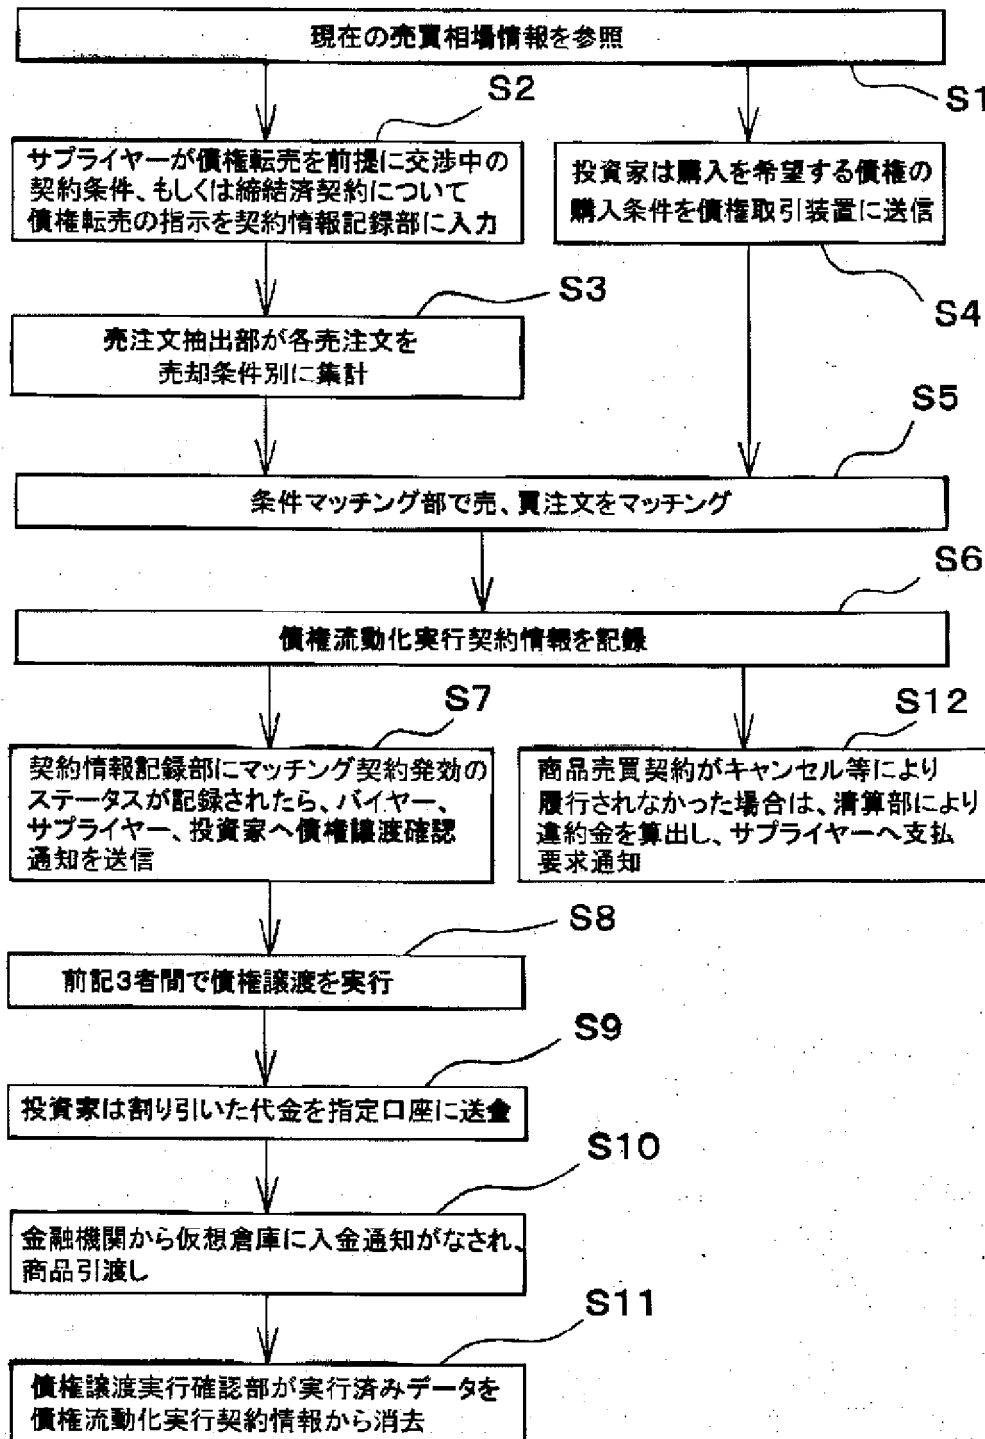 現在の売買相場情報を参照
S1
S2
サプライヤーが債権転売を前提に交渉中の
契約条件、もしくは締結済契約について
債権転売の指示を契約情報記録部に入力
投資家は購入を希望する債権の
購入条件を債権取引装置に送信
S3
S4
売注文抽出部が各売注文を
売却条件別に集計
S5
条件マッチング部で売、買注文をマッチング
S6
債権流動化実行契約情報を記録
S7
S12
契約情報記録部にマッチング契約発効の
ステータスが記録されたら、バイヤー、
サプライヤー、投資家へ債権譲渡確認
通知を送信
商品売買契約がキャンセル等により
履行されなかった場合は、清算部により
違約金を算出し、サプライヤーへ支払
要求通知
S8
前記3者間で債権譲渡を実行
S9
投資家は割り引いた代金を指定口座に送金
S10
金融機関から仮想倉庫に入金通知がなされ、
商品引渡し
S11
債権譲渡実行確認部が実行済みデータを
債権流動化実行契約情報から消去